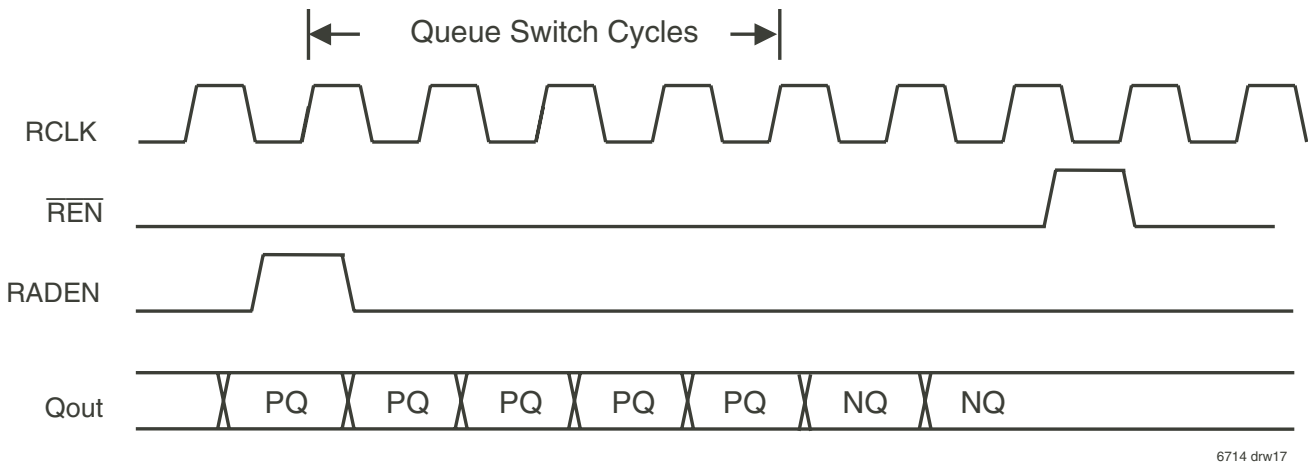 Queue Switch Cycles
RCLK
REN
RADEN
Qout PQ PQ PQ PQ PQ NQ NQ
6714 drw17